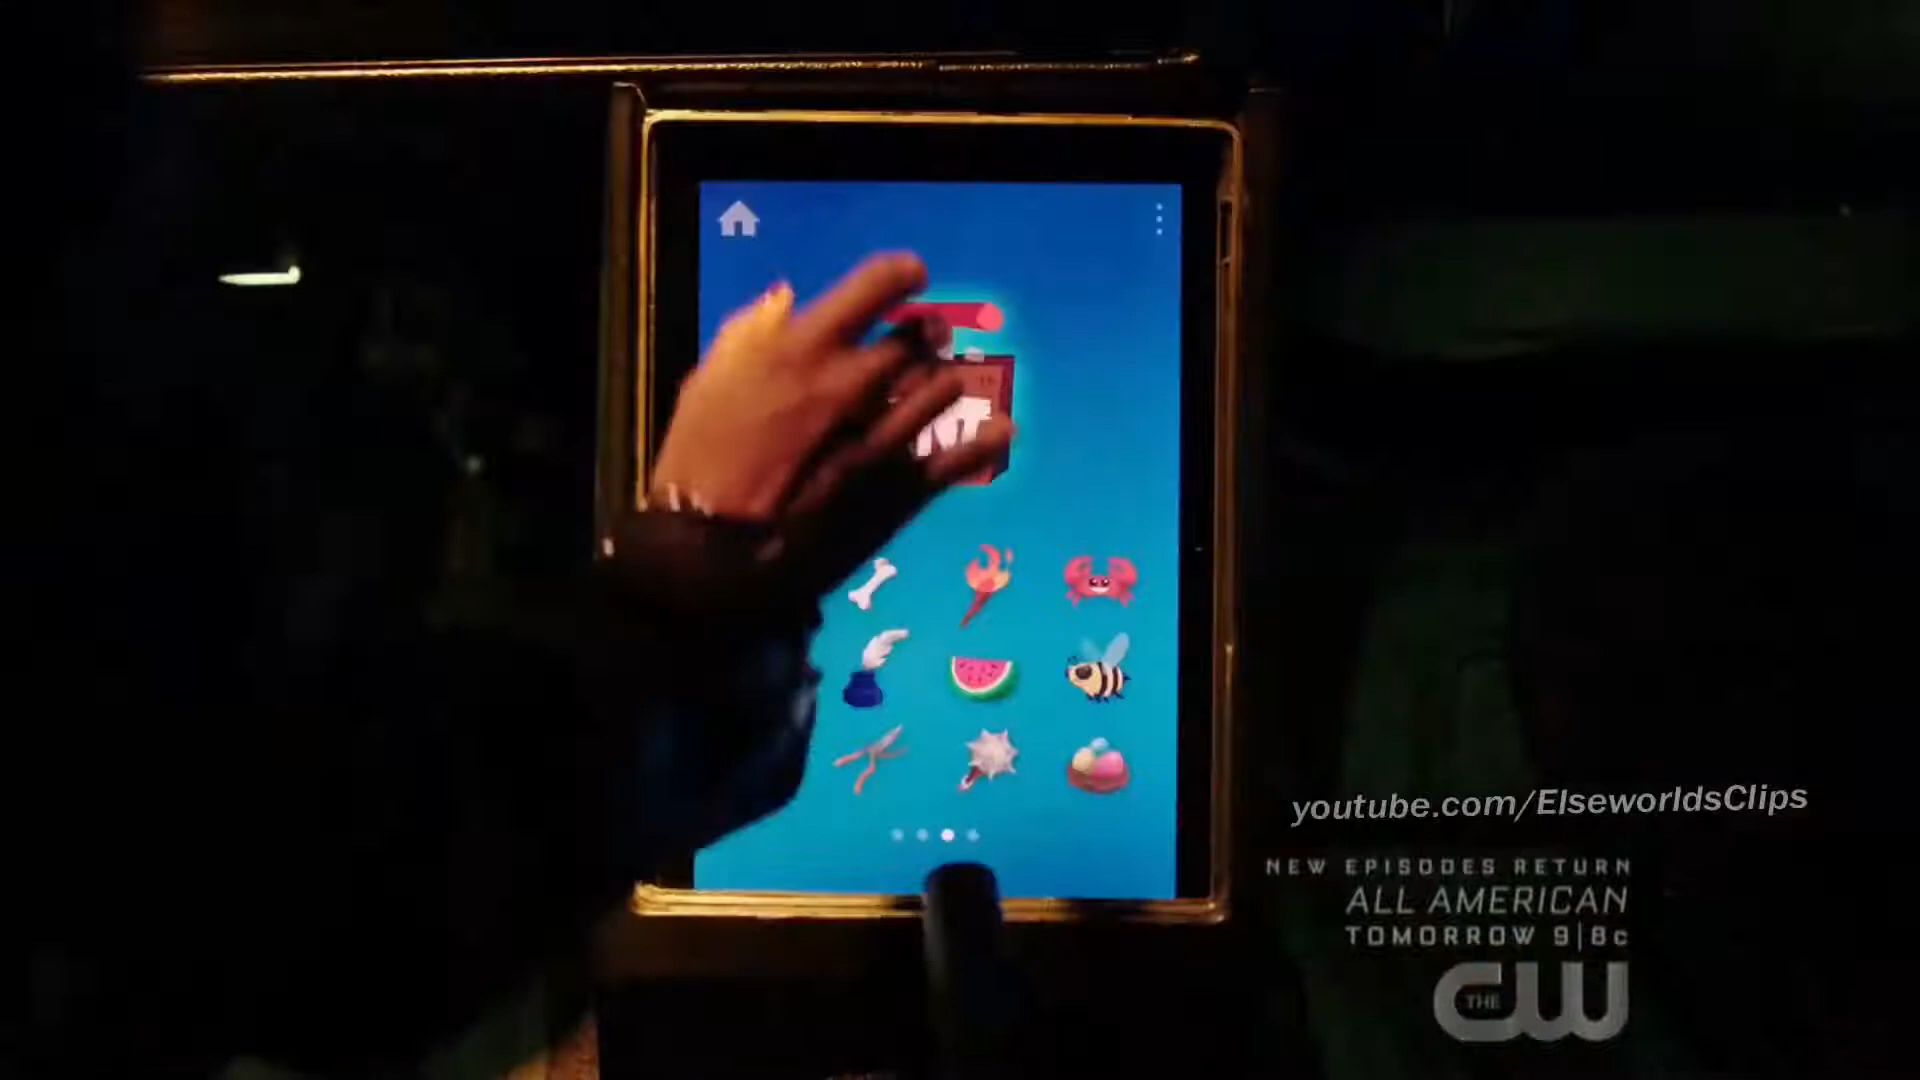 youtube.com/ElseworldsClips
NEW EPISODES RETURN
ALL AMERICAN
TOMORROW 9|8c
THE CW